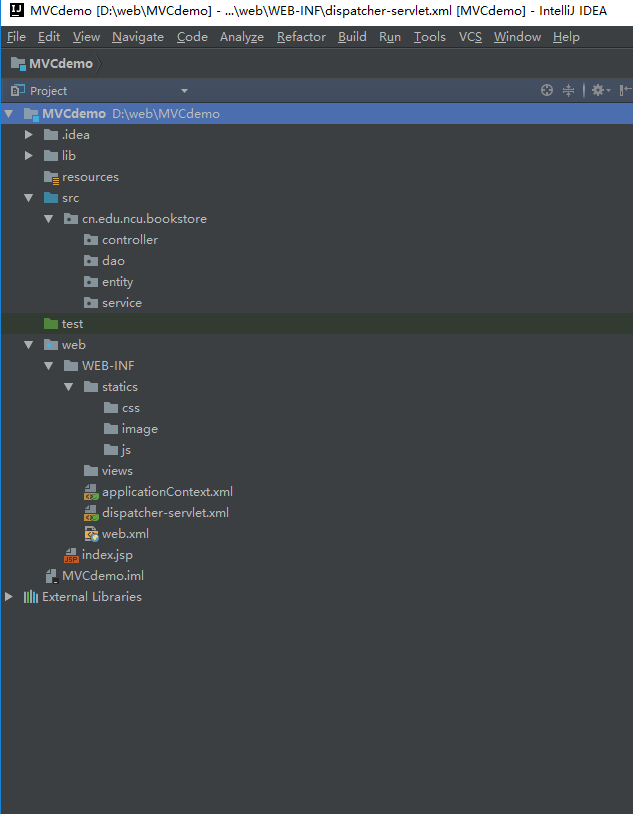 MVCdemo [D:\web\MVCdemo] - ...\web\WEB-INF\dispatcher-servlet.xml [MVCdemo] - IntelliJ IDEA
File Edit View Navigate Code Analyze Refactor Build Run Tools VCS Window Help
MVCdemo
Project
MVCdemo D:\web\MVCdemo
.idea
lib
resources
src
cn.edu.ncu.bookstore
controller
dao
entity
service
test
web
WEB-INF
statics
css
image
js
views
applicationContext.xml
dispatcher-servlet.xml
web.xml
index.jsp
MVCdemo.iml
External Libraries